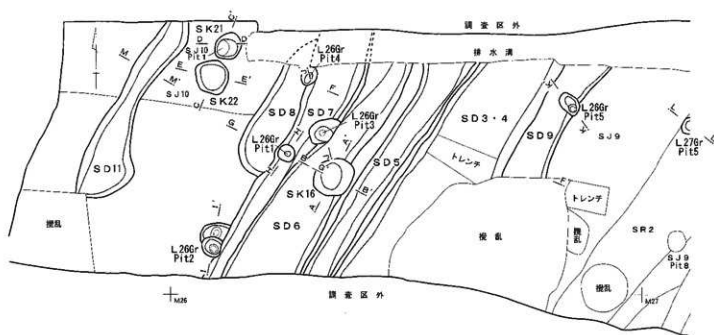 調査区外
排水溝
SK21
D
D'
SJ10
Pit1
E
E'
SJ10
SK22
M
M'
G
SD11
L26Gr
Pit4
SD8
SD7
F
L26Gr
Pit3
L26Gr
Pit1
H
A'
SK16
A
SD5
B'
SD6
L26Gr
Pit2
I'
I
SD3・4
トレンチ
SD9
L26Gr
Pit5
SJ9
L27Gr
Pit5
トレンチ
撹乱
撹乱
撹乱
撹乱
SR2
SJ9
Pit8
M26
調査区外
M27